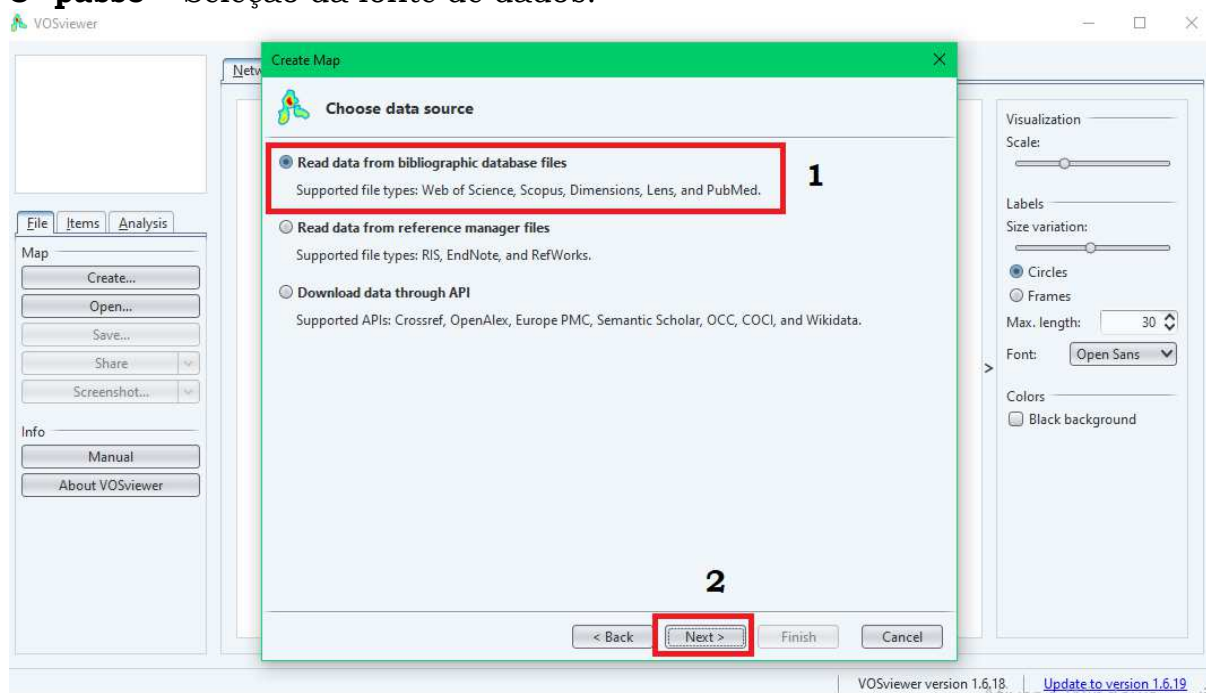 VOSviewer
Create Map
Choose data source
Read data from bibliographic database files
Supported file types: Web of Science, Scopus, Dimensions, Lens, and PubMed.
1
Read data from reference manager files
Supported file types: RIS, EndNote, and RefWorks.
Download data through API
Supported APIs: Crossref, OpenAlex, Europe PMC, Semantic Scholar, OCC, COCI, and Wikidata.
2
< Back Next > Finish Cancel
File Items Analysis
Map
Create...
Open...
Save...
Share
Screenshot...
Info
Manual
About VOSviewer
Visualization
Scale:
Labels
Size variation:
Circles
Frames
Max. length: 30
Font: Open Sans
>
Colors
Black background
VOSviewer version 1.6.18 Update to version 1.6.19